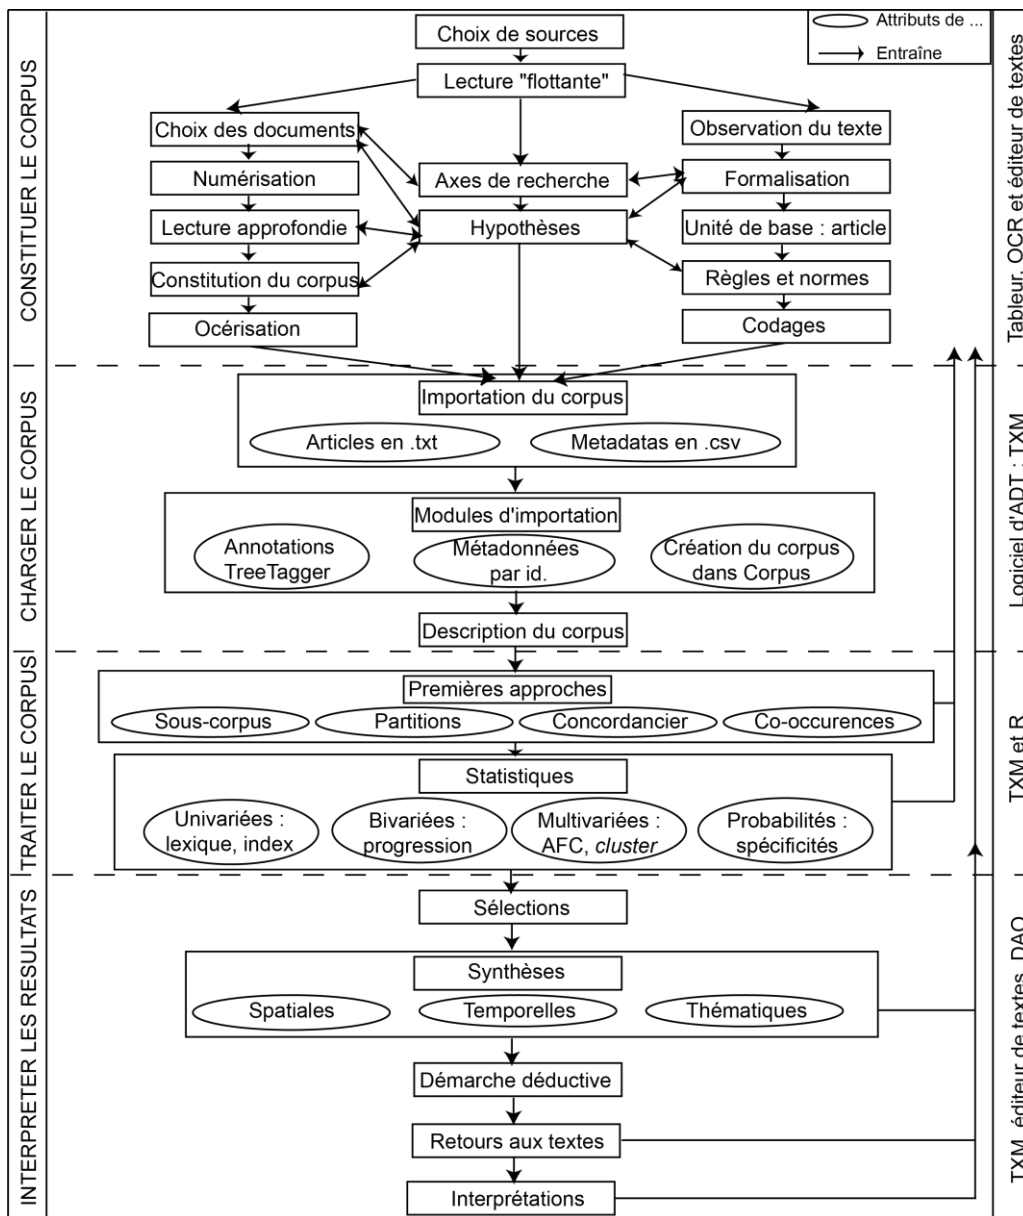 Attributs de ...
Entraîne
CONSTITUER LE CORPUS
Choix de sources
Lecture "flottante"
Choix des documents
Observation du texte
Numérisation
Axes de recherche
Formalisation
Lecture approfondie
Hypothèses
Unité de base : article
Constitution du corpus
Règles et normes
Océrisation
Codages
Tableur, OCR et éditeur de textes
CHARGER LE CORPUS
Importation du corpus
Articles en .txt
Metadatas en .csv
Modules d'importation
Annotations
TreeTagger
Métadonnées
par id.
Création du corpus
dans Corpus
Description du corpus
Logiciel d'ADT : TXM
TRAITER LE CORPUS
Premières approches
Sous-corpus
Partitions
Concordancier
Co-occurences
Statistiques
Univariées :
lexique, index
Bivariées :
progression
Multivariées :
AFC, cluster
Probabilités :
spécificités
TXM et R
INTERPRETER LES RESULTATS
Sélections
Synthèses
Spatiales
Temporelles
Thématiques
Démarche déductive
Retours aux textes
Interprétations
TXM, éditeur de textes, DAO